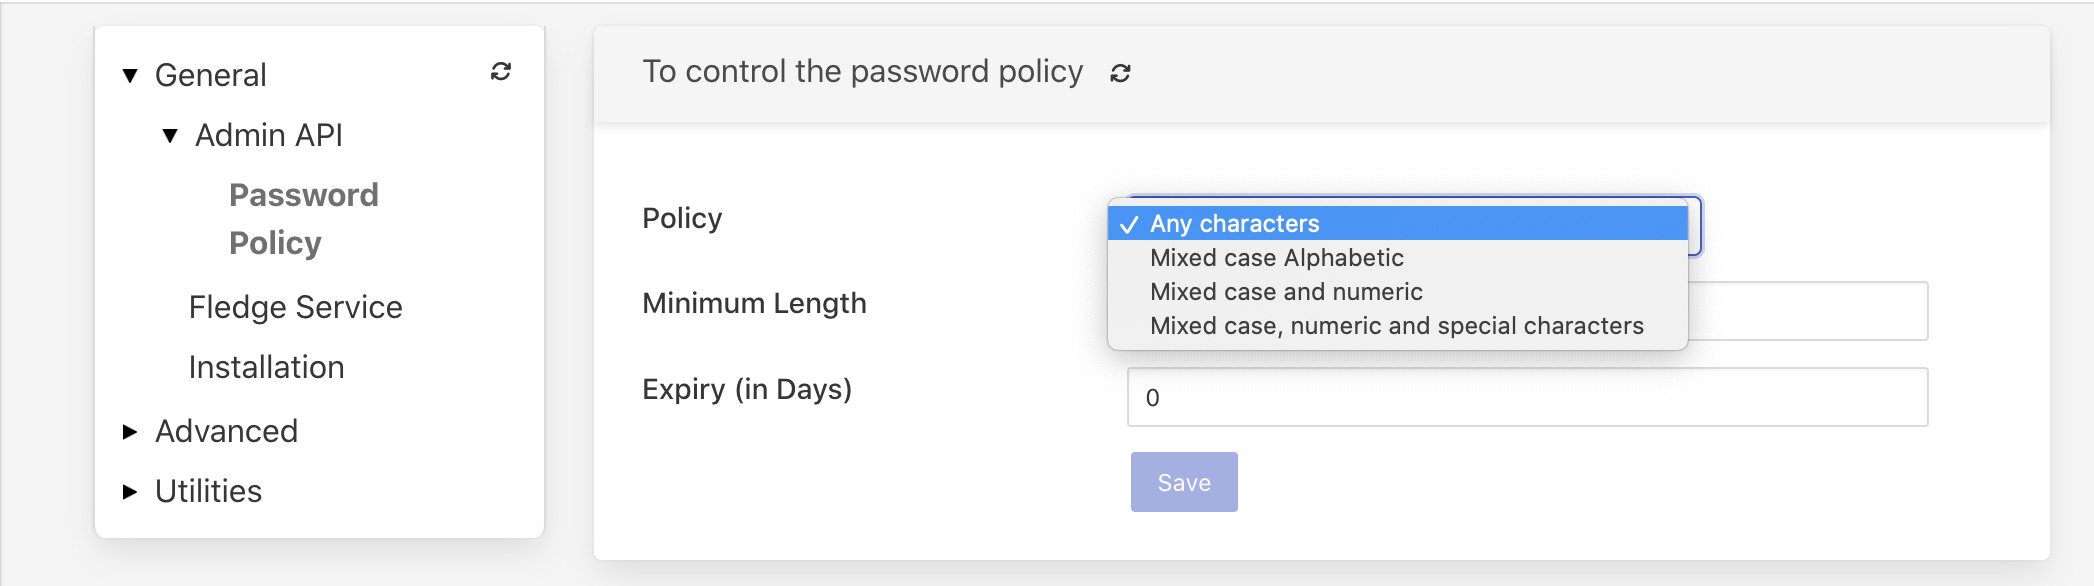 General
Admin API
Password
Policy
Fledge Service
Installation
Advanced
Utilities
To control the password policy
Policy
Any characters
Mixed case Alphabetic
Mixed case and numeric
Mixed case, numeric and special characters
Minimum Length
Expiry (in Days)
0
Save